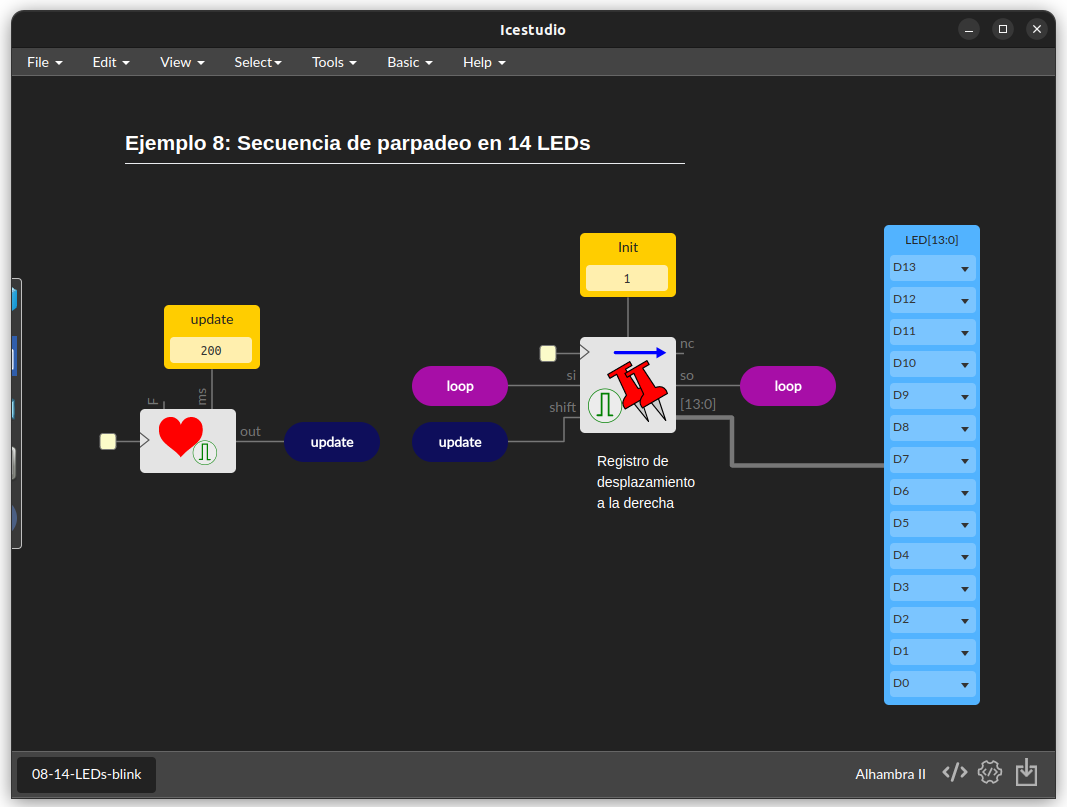 Icestudio
File Edit View Select Tools Basic Help
Ejemplo 8: Secuencia de parpadeo en 14 LEDs
update
200
F
ms
out
update
Init
1
nc
si
so
shift
[13:0]
loop
update
loop
Registro de
desplazamiento
a la derecha
LED[13:0]
D13
D12
D11
D10
D9
D8
D7
D6
D5
D4
D3
D2
D1
D0
08-14-LEDs-blink
Alhambra II
</>